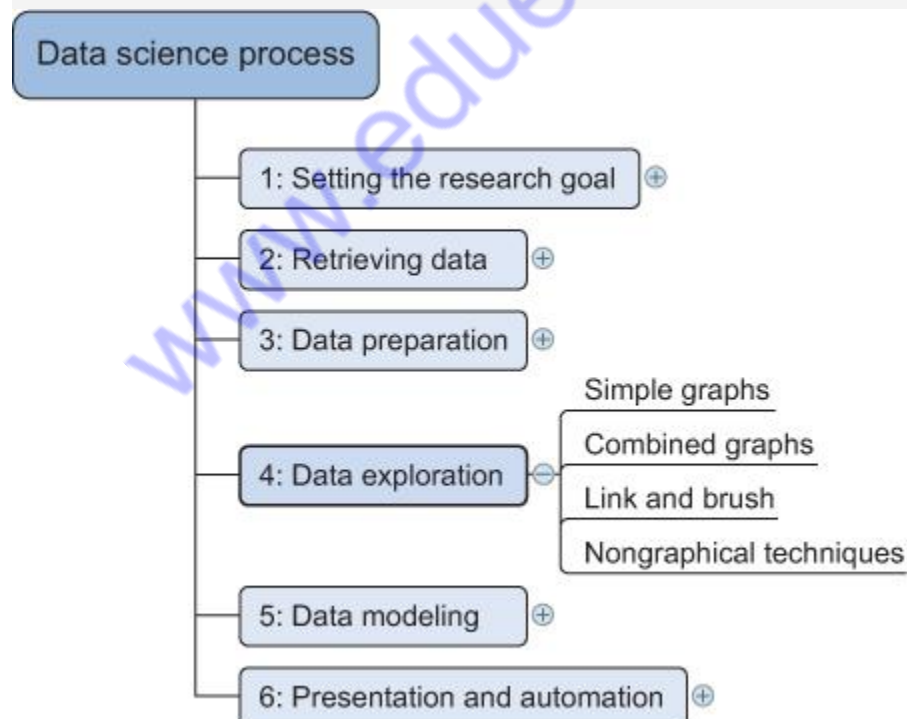 Data science process
1: Setting the research goal
2: Retrieving data
3: Data preparation
4: Data exploration
Simple graphs
Combined graphs
Link and brush
Nongraphical techniques
5: Data modeling
6: Presentation and automation